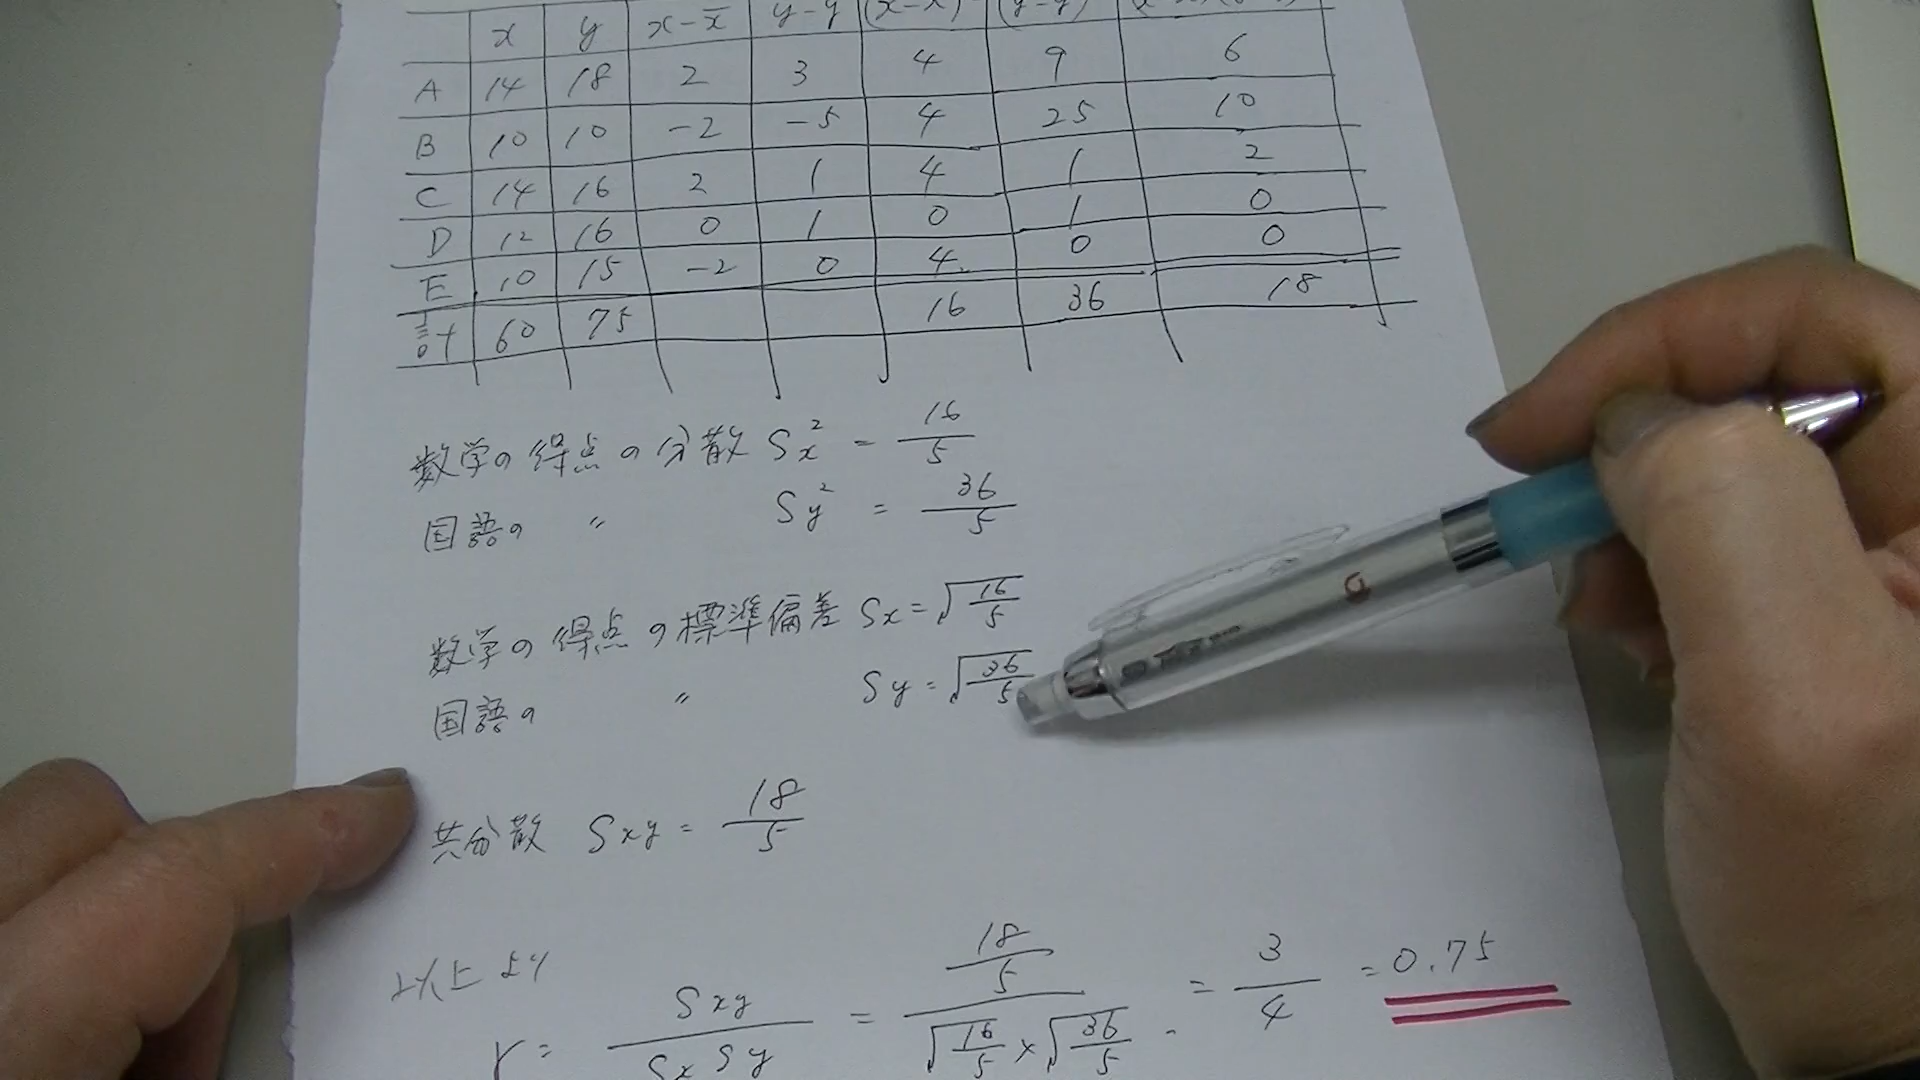 x y x-x̄ y-ȳ (x-x̄)² (y-ȳ)²
A 14 18 2 3 4 9 6
B 10 10 -2 -5 4 25 10
C 14 16 2 1 4 1 2
D 12 16 0 1 0 1 0
E 10 15 -2 0 4 0 0
計 60 75 16 36 18
数学の得点の分散 Sx² = 16/5
国語の 〃 Sy² = 36/5
数学の得点の標準偏差 Sx = √(16/5)
国語の 〃 Sy = √(36/5)
共分散 Sxy = 18/5
以上より
r = Sxy/(Sx Sy) = (18/5)/(√(16/5) × √(36/5)) = 3/4 = 0.75